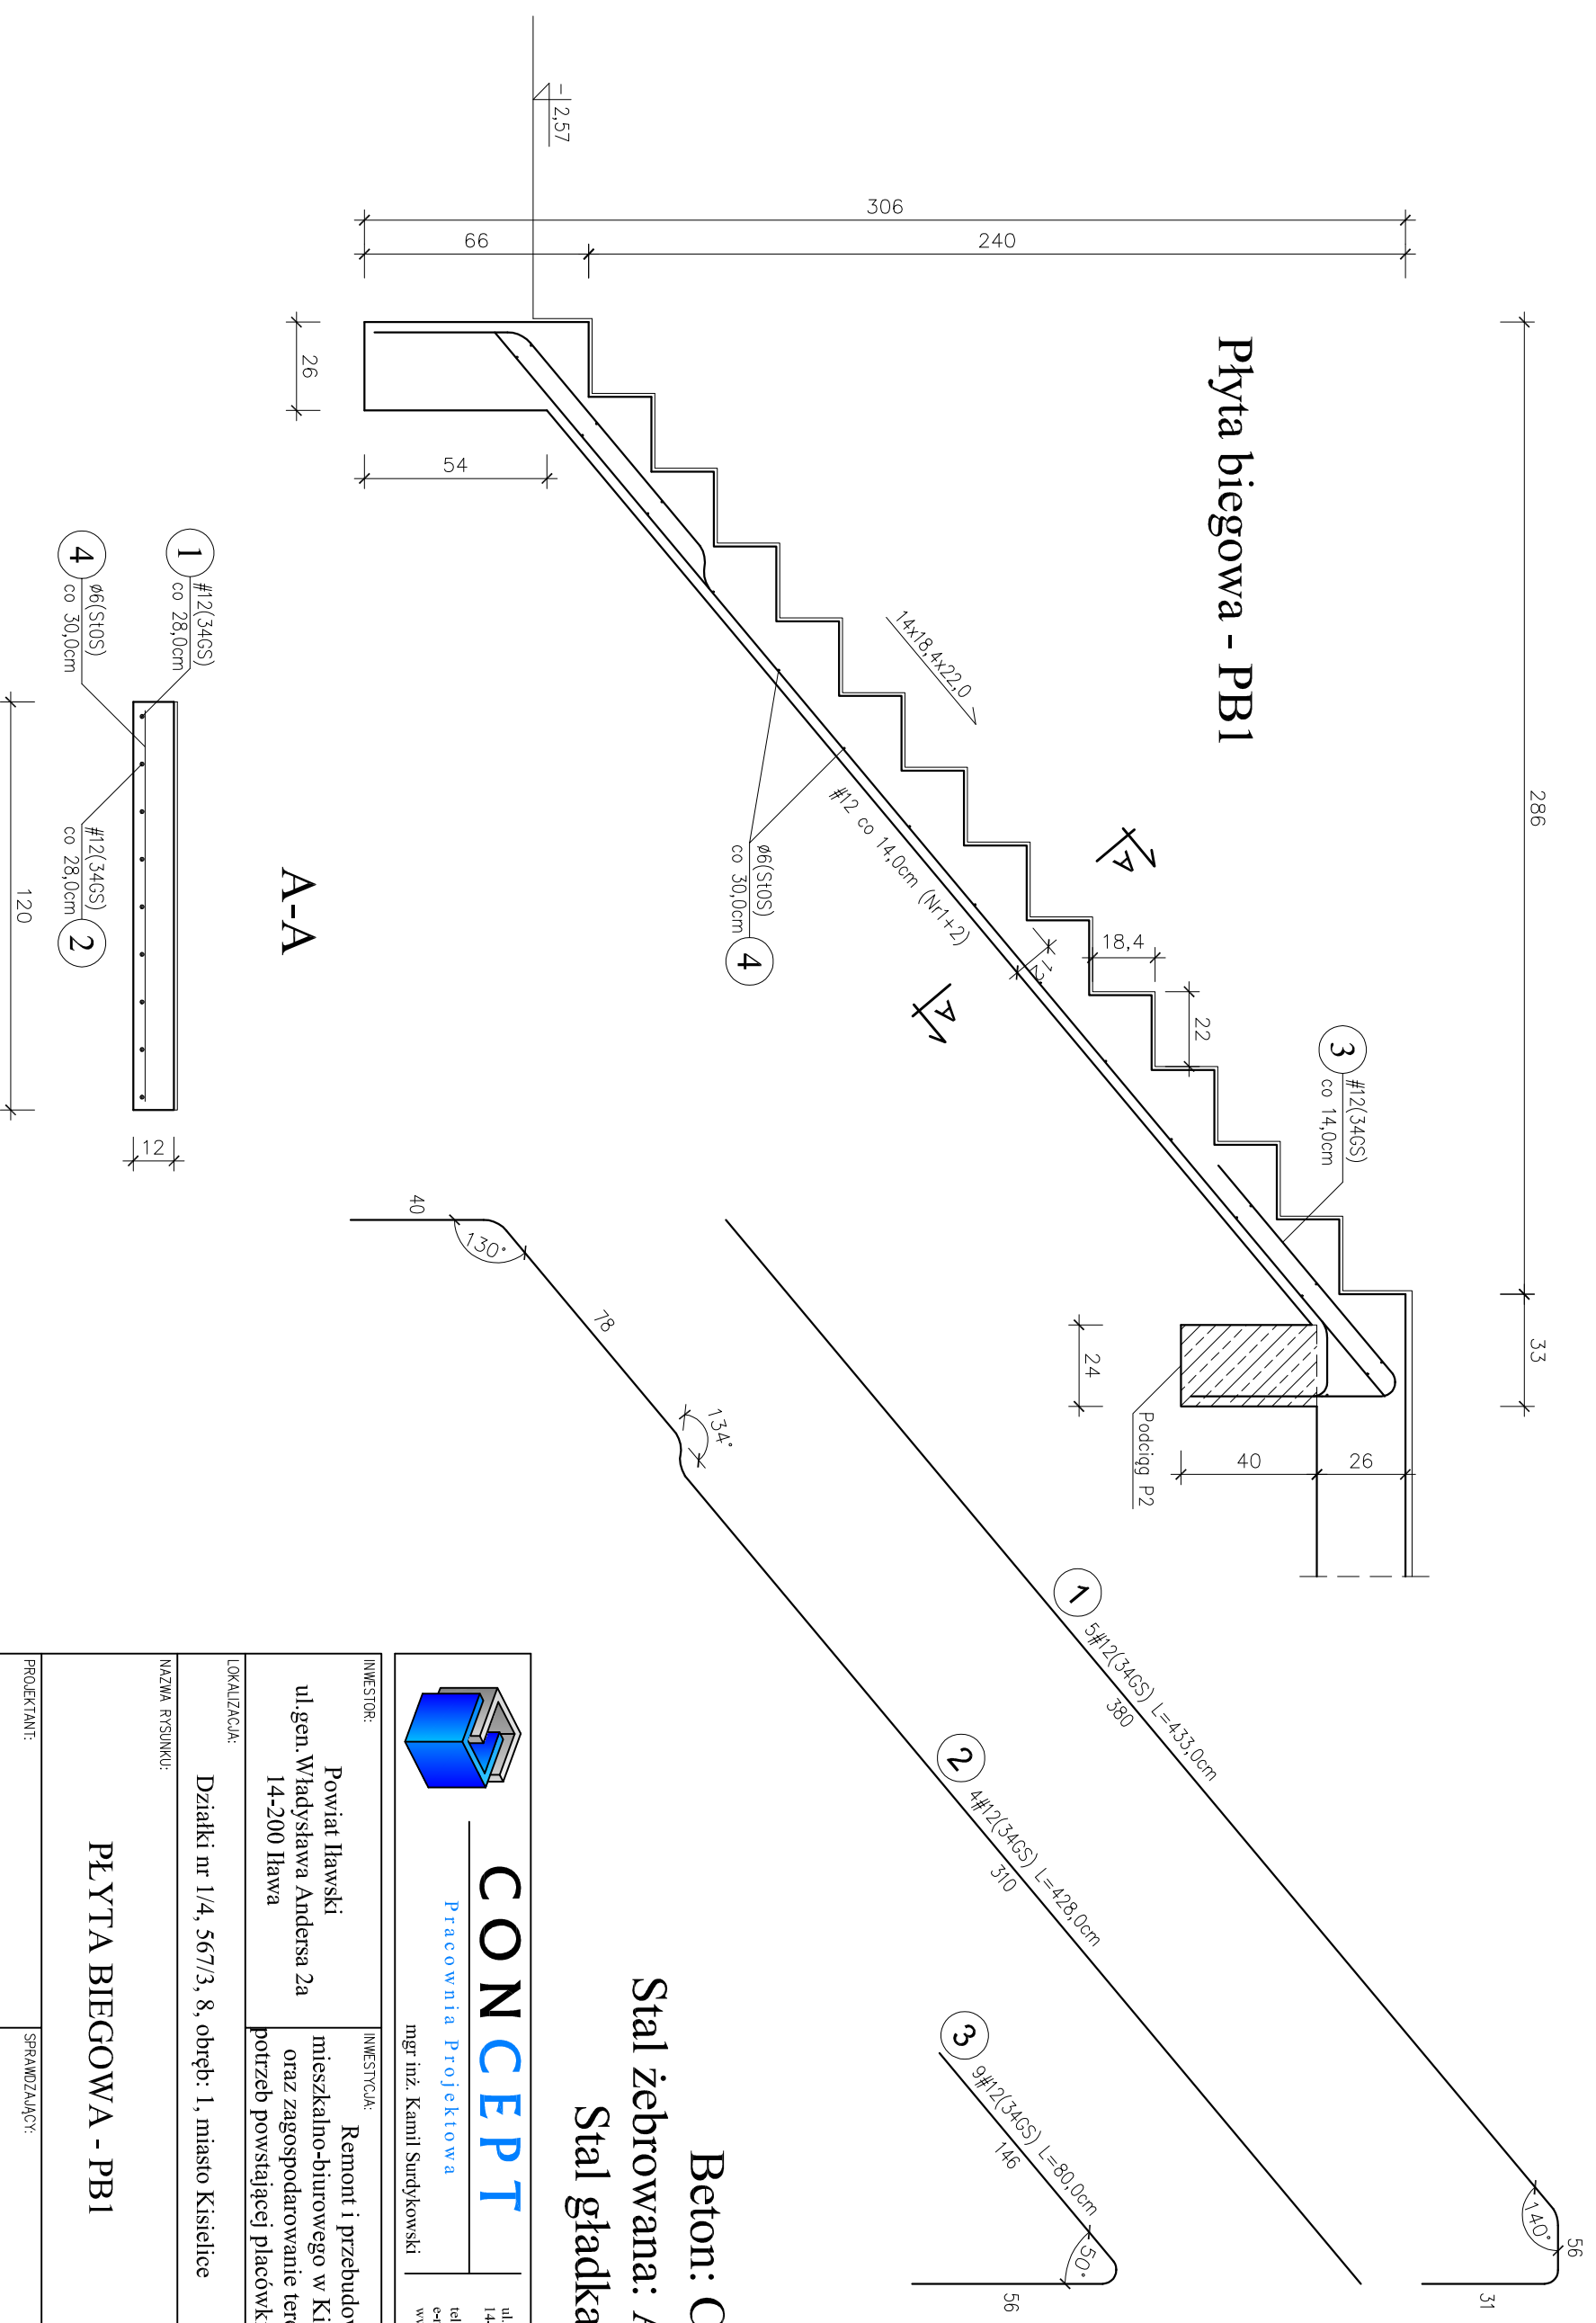 Płyta biegowa - PB1
286
33
306
240
66
-2,57
26
54
14x18,4x22,0
#12 co 14,0cm (Nr1+2)
ø6(St0S)
co 30,0cm
4
A
A
12
18,4
22
3
#12(34GS)
co 14,0cm
24
40
26
Podciąg P2
A-A
1
#12(34GS)
co 28,0cm
4
ø6(St0S)
co 30,0cm
#12(34GS)
co 28,0cm
2
120
12
1
5#12(34GS) L=433,0cm
380
140°
56
31
2
4#12(34GS) L=428,0cm
310
40
130°
78
134°
3
9#12(34GS) L=80,0cm
146
50°
56
Beton: C
Stal żebrowana: A
Stal gładka
CONCEPT
Pracownia Projektowa
mgr inż. Kamil Surdykowski
ul.
14-
tel
e-m
ww
INWESTOR:
Powiat Iławski
ul.gen.Władysława Andersa 2a
14-200 Iława
INWESTYCJA:
Remont i przebudow
mieszkalno-biurowego w Ki
oraz zagospodarowanie tere
potrzeb powstającej placówki
LOKALIZACJA:
Działki nr 1/4, 567/3, 8, obręb: 1, miasto Kisielice
NAZWA RYSUNKU:
PŁYTA BIEGOWA - PB1
PROJEKTANT:
SPRAWDZAJĄCY: